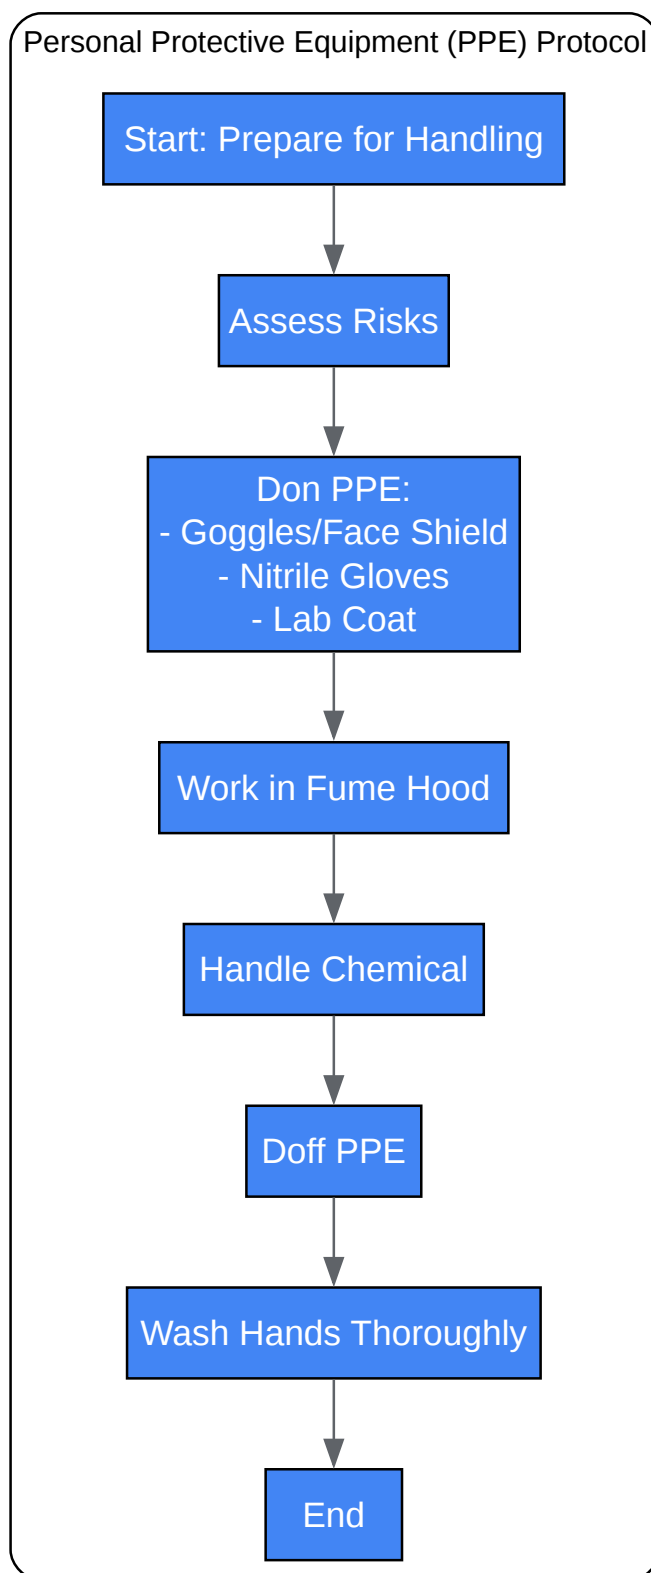 Personal Protective Equipment (PPE) Protocol
Start: Prepare for Handling
Assess Risks
Don PPE:
- Goggles/Face Shield
- Nitrile Gloves
- Lab Coat
Work in Fume Hood
Handle Chemical
Doff PPE
Wash Hands Thoroughly
End